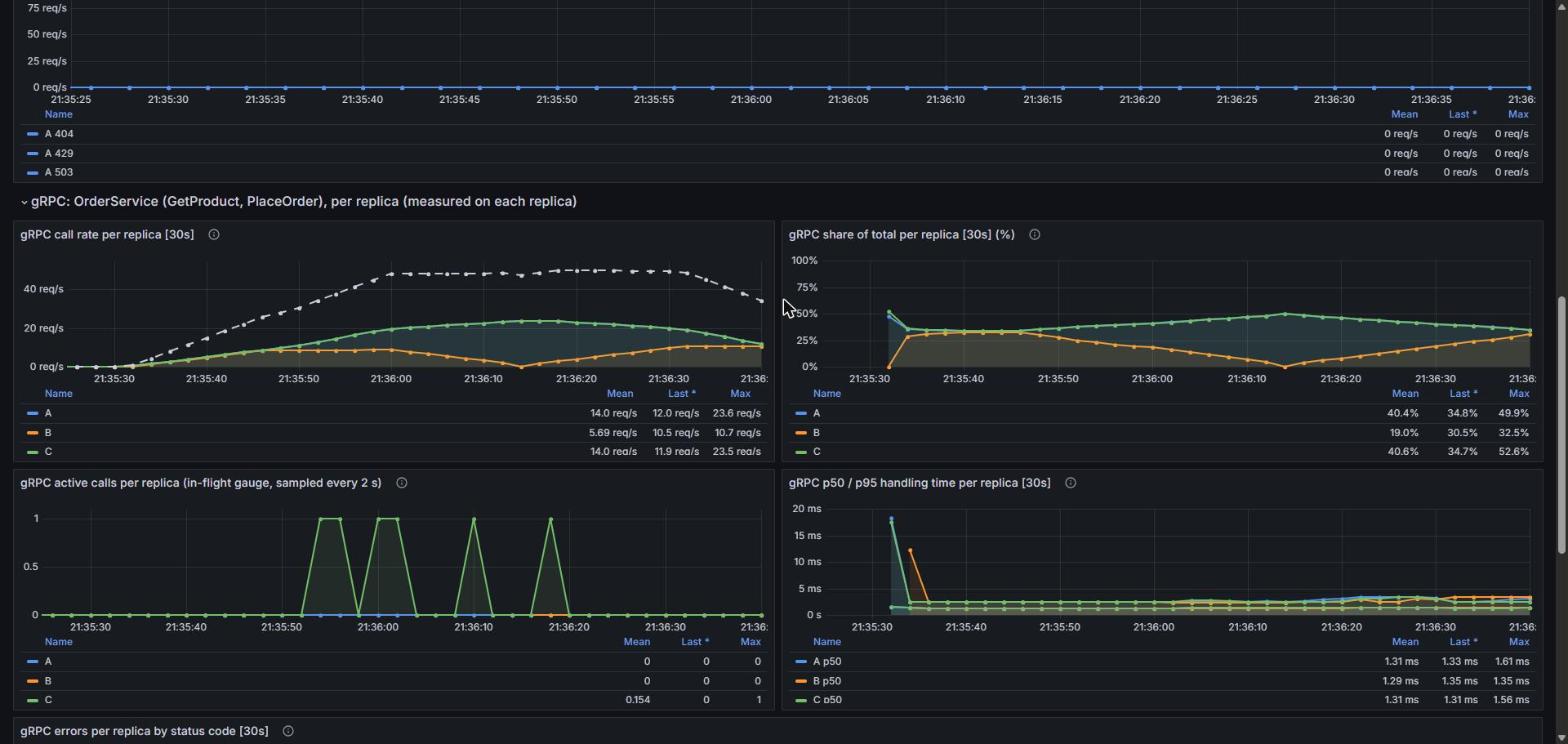 75 req/s
50 req/s
25 req/s
0 req/s
21:35:25 21:35:30 21:35:35 21:35:40 21:35:45 21:35:50 21:35:55 21:36:00 21:36:05 21:36:10 21:36:15 21:36:20 21:36:25 21:36:30 21:36:35 21:36:
Name Mean Last * Max
A 404 0 req/s 0 req/s 0 req/s
A 429 0 req/s 0 req/s 0 req/s
A 503 0 req/s 0 req/s 0 req/s
gRPC: OrderService (GetProduct, PlaceOrder), per replica (measured on each replica)
gRPC call rate per replica [30s]
40 req/s
20 req/s
0 req/s
21:35:30 21:35:40 21:35:50 21:36:00 21:36:10 21:36:20 21:36:30 21:36:
Name Mean Last * Max
A 14.0 req/s 12.0 req/s 23.6 req/s
B 5.69 req/s 10.5 req/s 10.7 req/s
C 14.0 req/s 11.9 req/s 23.5 req/s
gRPC share of total per replica [30s] (%)
100%
75%
50%
25%
0%
21:35:30 21:35:40 21:35:50 21:36:00 21:36:10 21:36:20 21:36:30 21:36:
Name Mean Last * Max
A 40.4% 34.8% 49.9%
B 19.0% 30.5% 32.5%
C 40.6% 34.7% 52.6%
gRPC active calls per replica (in-flight gauge, sampled every 2 s)
1
0.5
0
21:35:30 21:35:40 21:35:50 21:36:00 21:36:10 21:36:20 21:36:30 21:36:
Name Mean Last * Max
A 0 0 0
B 0 0 0
C 0.154 0 1
gRPC p50 / p95 handling time per replica [30s]
20 ms
15 ms
10 ms
5 ms
0 s
21:35:30 21:35:40 21:35:50 21:36:00 21:36:10 21:36:20 21:36:30 21:36:
Name Mean Last * Max
A p50 1.31 ms 1.33 ms 1.61 ms
B p50 1.29 ms 1.35 ms 1.35 ms
C p50 1.31 ms 1.31 ms 1.56 ms
gRPC errors per replica by status code [30s]